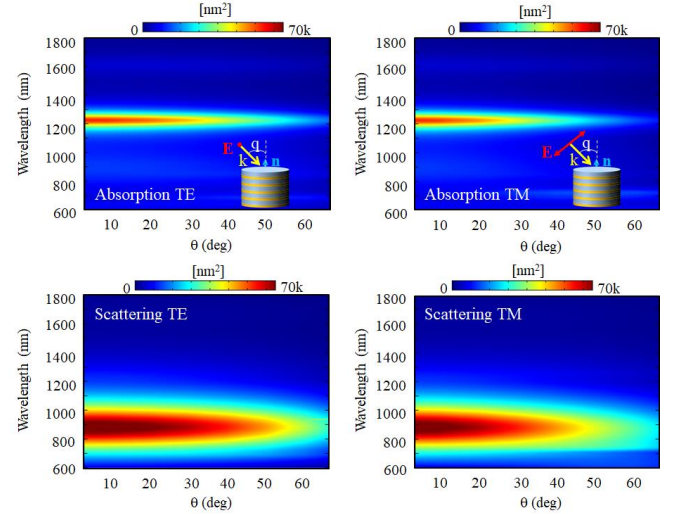 [nm²]
0
70k
[nm²]
0
70k
1800
1600
1400
1200
1000
800
600
Wavelength (nm)
E
q
k
n
Absorption TE
10
20
30
40
50
60
θ (deg)
1800
1600
1400
1200
1000
800
600
Wavelength (nm)
E
q
k
n
Absorption TM
10
20
30
40
50
60
θ (deg)
[nm²]
0
70k
[nm²]
0
70k
1800
1600
1400
1200
1000
800
600
Wavelength (nm)
Scattering TE
10
20
30
40
50
60
θ (deg)
1800
1600
1400
1200
1000
800
600
Wavelength (nm)
Scattering TM
10
20
30
40
50
60
θ (deg)